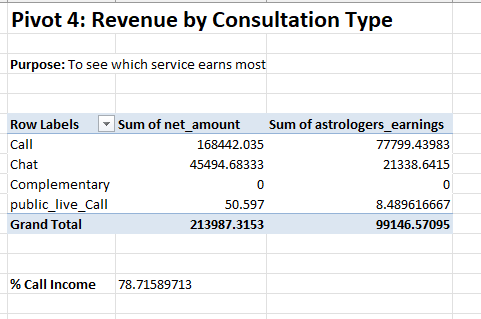 Pivot 4: Revenue by Consultation Type
Purpose: To see which service earns most
Row Labels Sum of net_amount Sum of astrologers_earnings
Call 168442.035 77799.43983
Chat 45494.68333 21338.6415
Complementary 0 0
public_live_Call 50.597 8.489616667
Grand Total 213987.3153 99146.57095
% Call Income 78.71589713